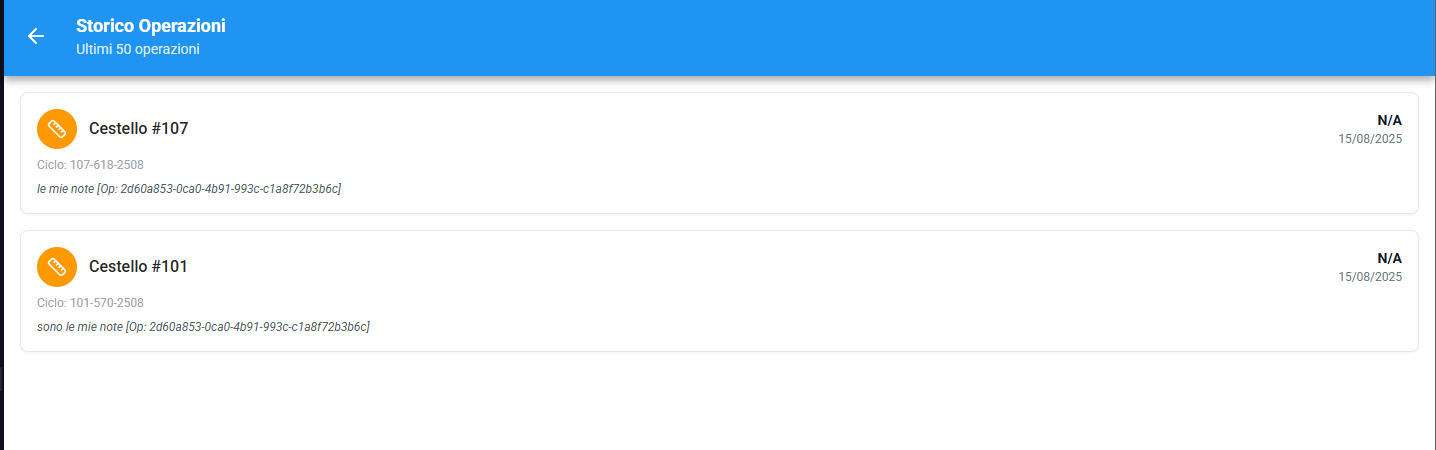 Storico Operazioni
Ultimi 50 operazioni
Cestello #107
N/A
15/08/2025
Ciclo: 107-618-2508
le mie note [Op: 2d60a853-0ca0-4b91-993c-c1a8f72b3b6c]
Cestello #101
N/A
15/08/2025
Ciclo: 101-570-2508
sono le mie note [Op: 2d60a853-0ca0-4b91-993c-c1a8f72b3b6c]